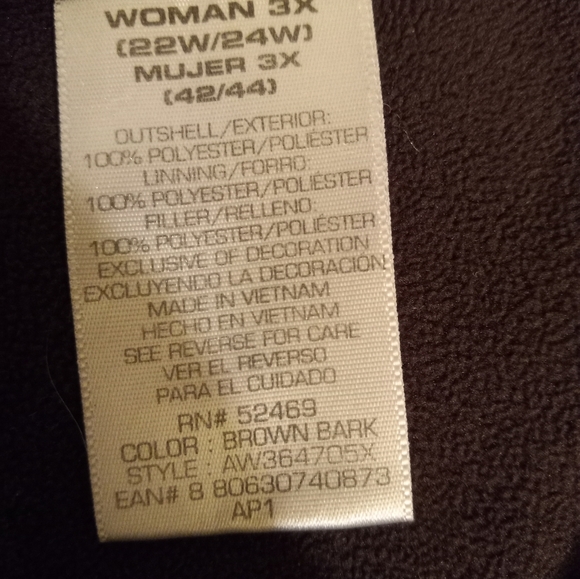 WOMAN 3X
(22W/24W)
MUJER 3X
(42/44)
OUTSHELL/EXTERIOR:
100% POLYESTER/POLIÉSTER
LINNING/FORRO:
100% POLYESTER/POLIÉSTER
FILLER/RELLENO:
100% POLYESTER/POLIÉSTER
EXCLUSIVE OF DECORATION
EXCLUYENDO LA DECORACIÓN
MADE IN VIETNAM
HECHO EN VIETNAM
SEE REVERSE FOR CARE
VER EL REVERSO
PARA EL CUIDADO
RN# 52469
COLOR : BROWN BARK
STYLE : AW364705X
EAN# 8 80630740873
AP1